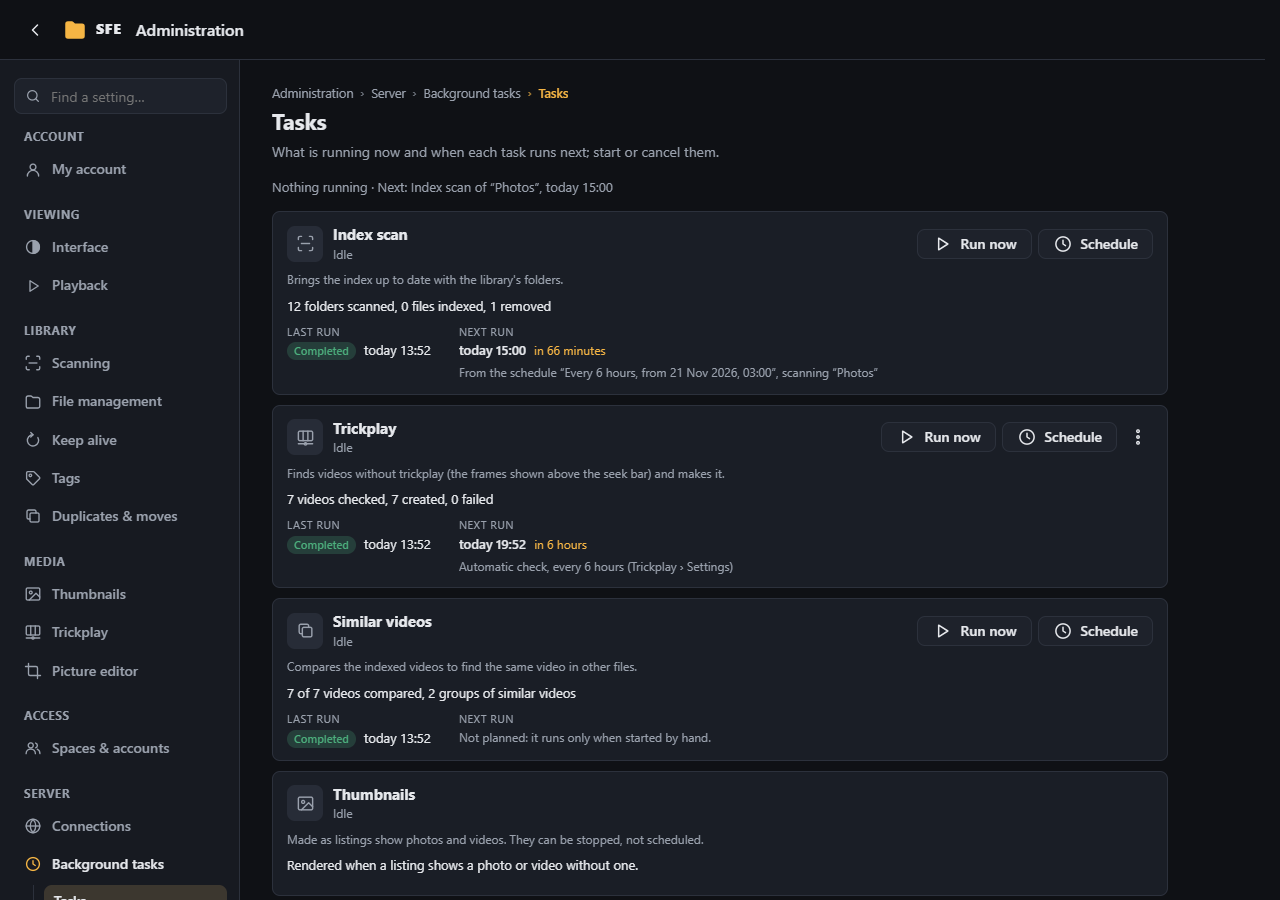 SFE Administration
Find a setting...
ACCOUNT
My account
VIEWING
Interface
Playback
LIBRARY
Scanning
File management
Keep alive
Tags
Duplicates & moves
MEDIA
Thumbnails
Trickplay
Picture editor
ACCESS
Spaces & accounts
SERVER
Connections
Background tasks
Tasks
Administration › Server › Background tasks › Tasks
Tasks
What is running now and when each task runs next; start or cancel them.
Nothing running · Next: Index scan of “Photos”, today 15:00
Index scan
Idle
Run now
Schedule
Brings the index up to date with the library's folders.
12 folders scanned, 0 files indexed, 1 removed
LAST RUN
Completed today 13:52
NEXT RUN
today 15:00 in 66 minutes
From the schedule “Every 6 hours, from 21 Nov 2026, 03:00”, scanning “Photos”
Trickplay
Idle
Run now
Schedule
Finds videos without trickplay (the frames shown above the seek bar) and makes it.
7 videos checked, 7 created, 0 failed
LAST RUN
Completed today 13:52
NEXT RUN
today 19:52 in 6 hours
Automatic check, every 6 hours (Trickplay › Settings)
Similar videos
Idle
Run now
Schedule
Compares the indexed videos to find the same video in other files.
7 of 7 videos compared, 2 groups of similar videos
LAST RUN
Completed today 13:52
NEXT RUN
Not planned: it runs only when started by hand.
Thumbnails
Idle
Made as listings show photos and videos. They can be stopped, not scheduled.
Rendered when a listing shows a photo or video without one.